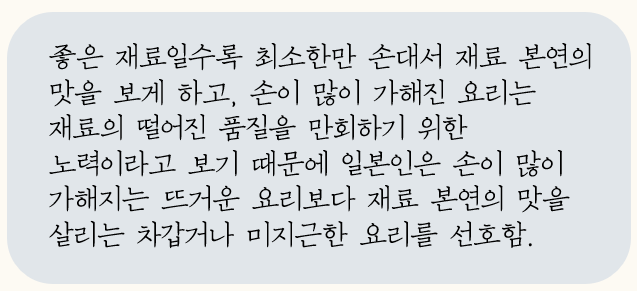 좋은 재료일수록 최소한만 손대서 재료 본연의
맛을 보게 하고, 손이 많이 가해진 요리는
재료의 떨어진 품질을 만회하기 위한
노력이라고 보기 때문에 일본인은 손이 많이
가해지는 뜨거운 요리보다 재료 본연의 맛을
살리는 차갑거나 미지근한 요리를 선호함.